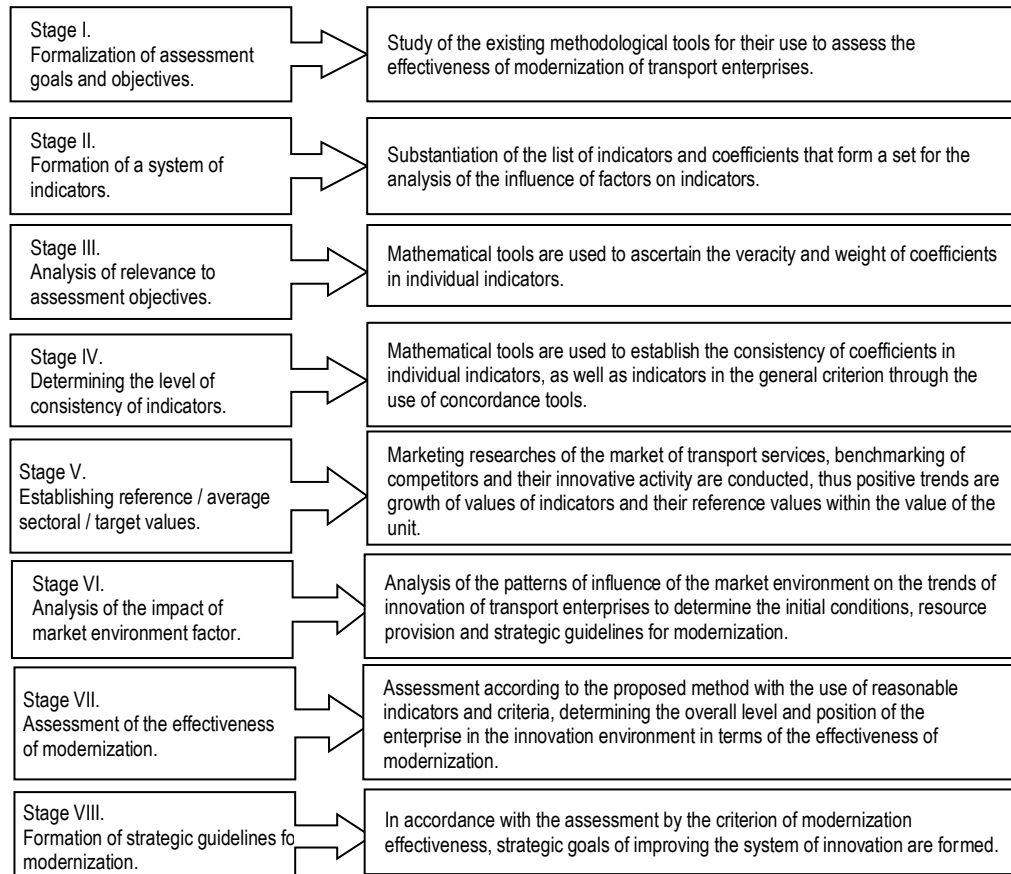 Stage I.
Formalization of assessment
goals and objectives.
Study of the existing methodological tools for their use to assess the
effectiveness of modernization of transport enterprises.
Stage II.
Formation of a system of
indicators.
Substantiation of the list of indicators and coefficients that form a set for the
analysis of the influence of factors on indicators.
Stage III.
Analysis of relevance to
assessment objectives.
Mathematical tools are used to ascertain the veracity and weight of coefficients
in individual indicators.
Stage IV.
Determining the level of
consistency of indicators.
Mathematical tools are used to establish the consistency of coefficients in
individual indicators, as well as indicators in the general criterion through the
use of concordance tools.
Stage V.
Establishing reference / average
sectoral / target values.
Marketing researches of the market of transport services, benchmarking of
competitors and their innovative activity are conducted, thus positive trends are
growth of values of indicators and their reference values within the value of the
unit.
Stage VI.
Analysis of the impact of
market environment factor.
Analysis of the patterns of influence of the market environment on the trends of
innovation of transport enterprises to determine the initial conditions, resource
provision and strategic guidelines for modernization.
Stage VII.
Assessment of the effectiveness
of modernization.
Assessment according to the proposed method with the use of reasonable
indicators and criteria, determining the overall level and position of the
enterprise in the innovation environment in terms of the effectiveness of
modernization.
Stage VIII.
Formation of strategic guidelines fo
modernization.
In accordance with the assessment by the criterion of modernization
effectiveness, strategic goals of improving the system of innovation are formed.